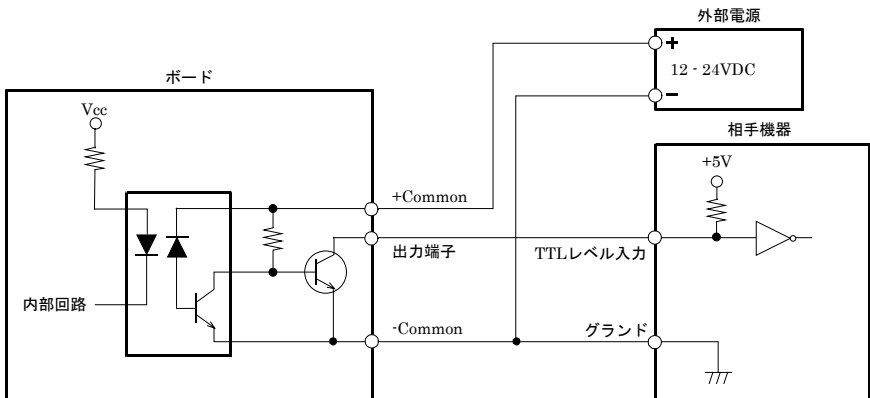 外部電源
+
12 - 24VDC
−
ボード
相手機器
Vcc
+5V
+Common
出力端子
TTLレベル入力
内部回路
-Common
グランド